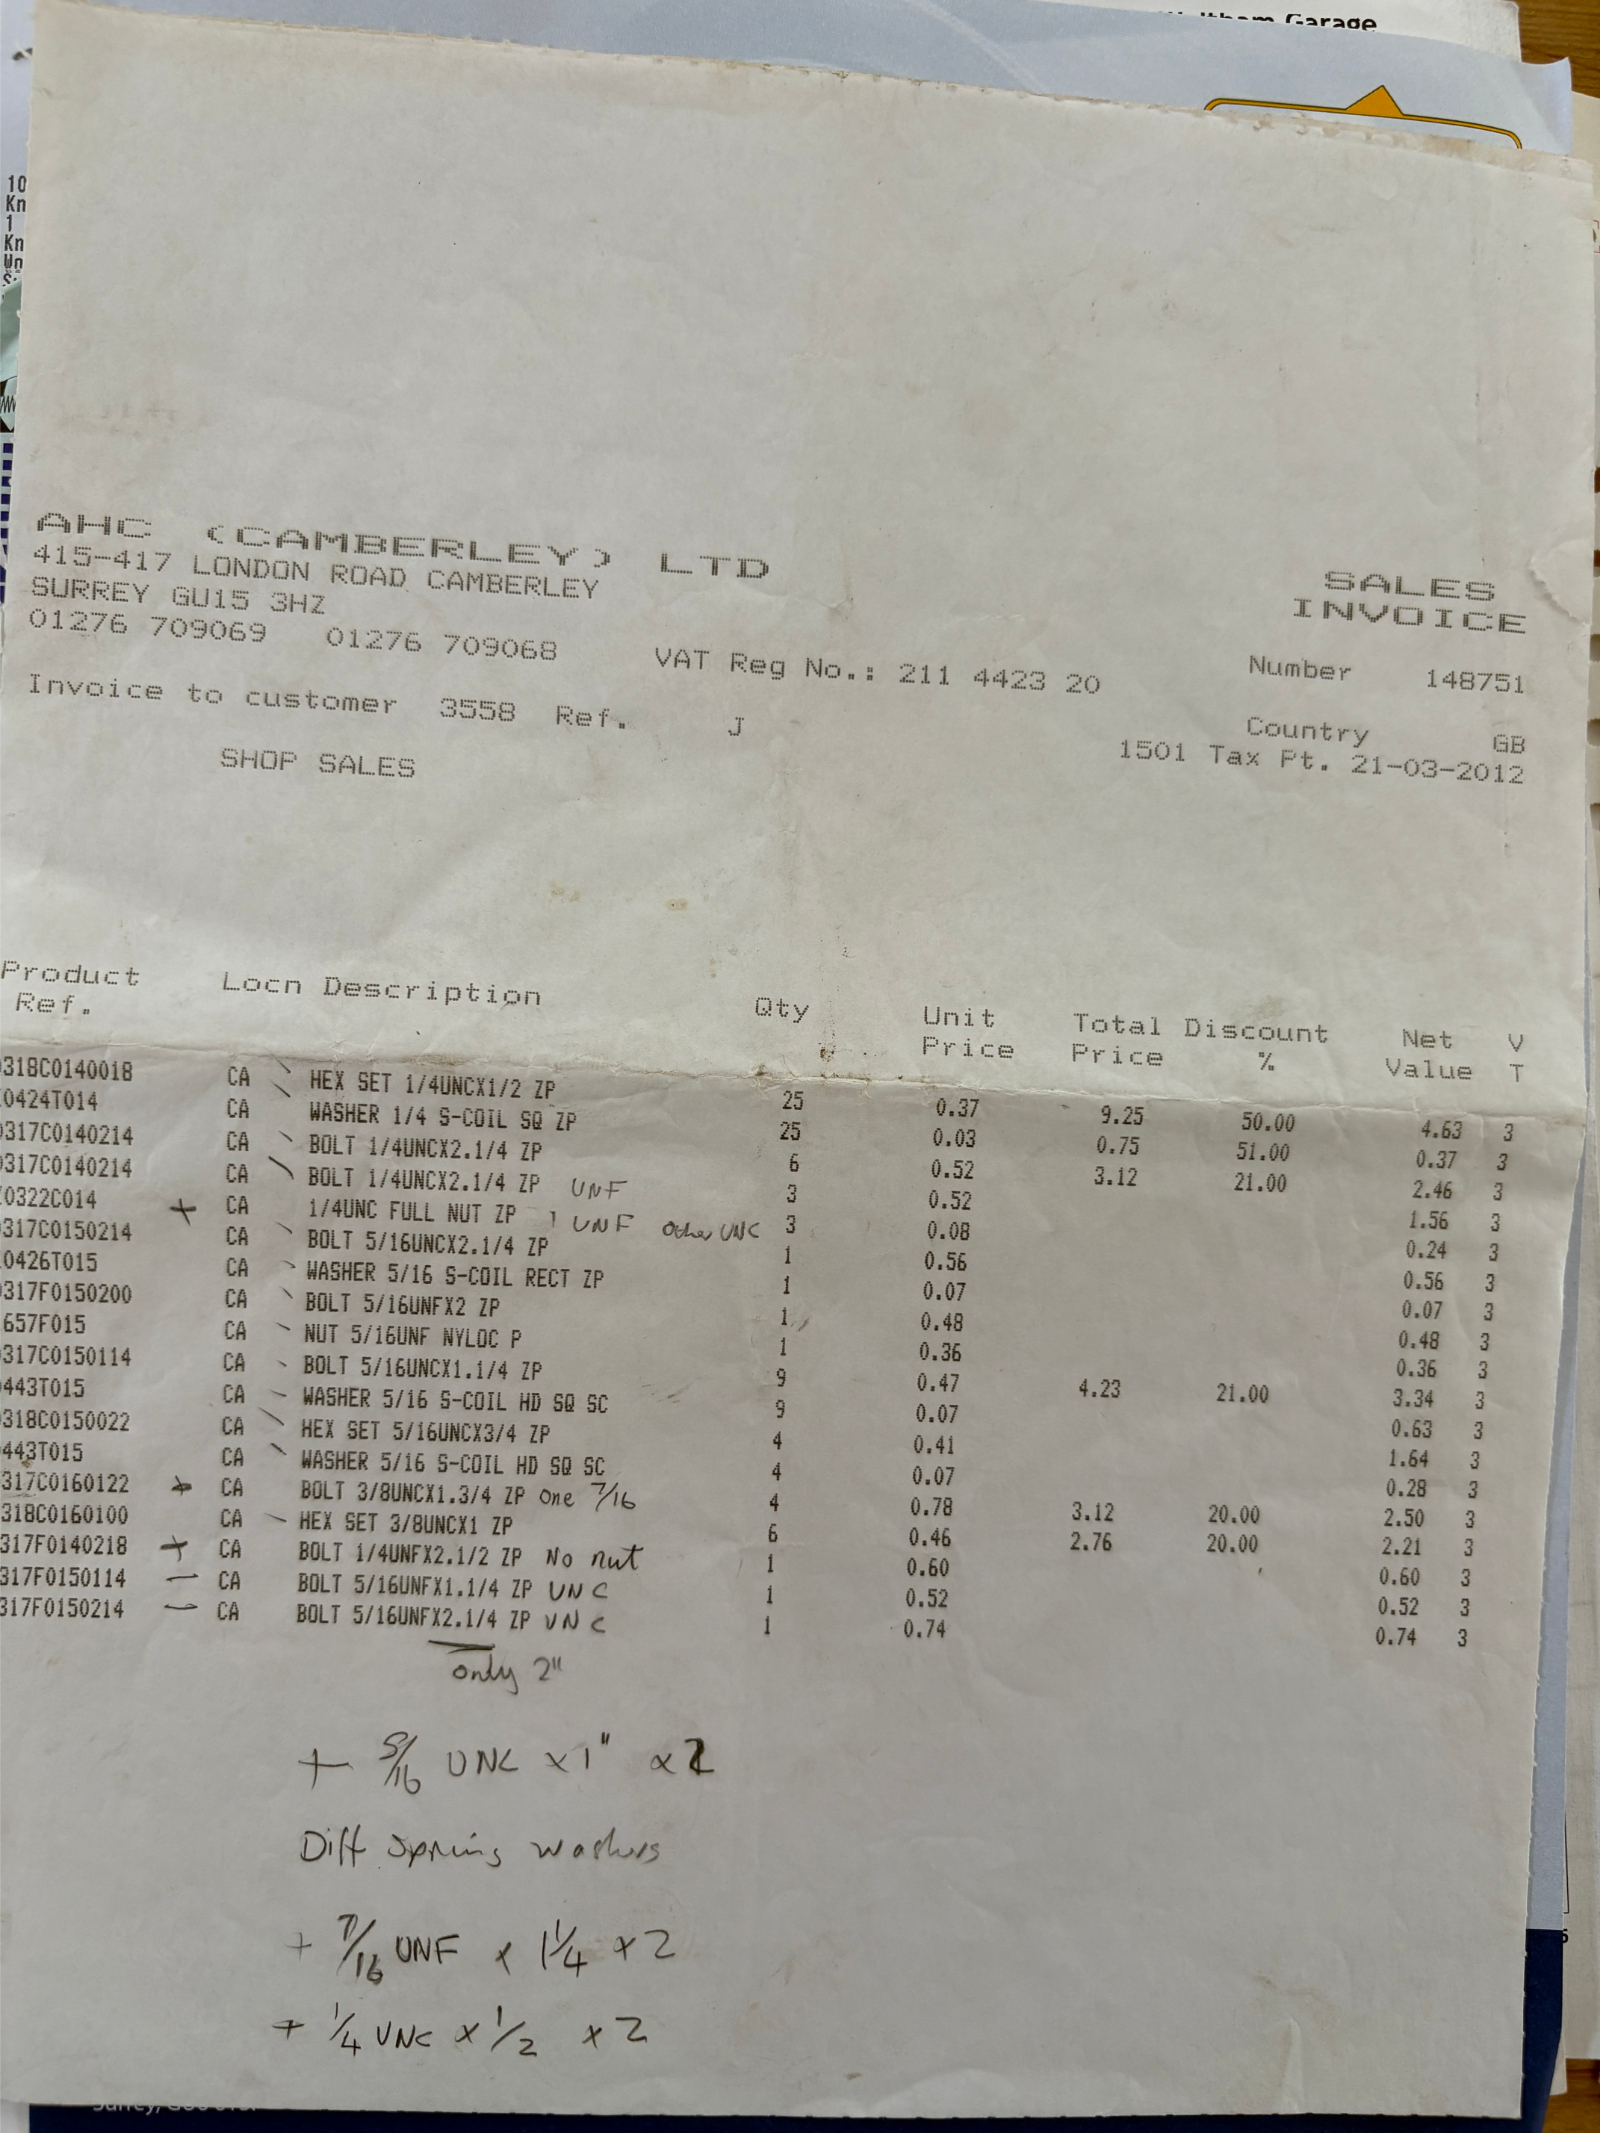 Garage
10
Kn
1
Kn
AHC (CAMBERLEY) LTD
415-417 LONDON ROAD CAMBERLEY
SURREY GU15 3HZ
01276 709069 01276 709068
SALES
INVOICE
VAT Reg No.: 211 4423 20
Number 148751
Invoice to customer 3558 Ref. J
Country GB
SHOP SALES
1501 Tax Pt. 21-03-2012
Product Locn Description Qty Unit Total Discount Net V
Ref. Price Price % Value T
318C0140018 CA HEX SET 1/4UNCX1/2 ZP 25 0.37 9.25 50.00 4.63 3
0424T014 CA WASHER 1/4 S-COIL SQ ZP 25 0.03 0.75 51.00 0.37 3
317C0140214 CA BOLT 1/4UNCX2.1/4 ZP 6 0.52 3.12 21.00 2.46 3
317C0140214 CA BOLT 1/4UNCX2.1/4 ZP UNF 3 0.52 1.56 3
0322C014 + CA 1/4UNC FULL NUT ZP 1 UNF other UNC 3 0.08 0.24 3
317C0150214 CA BOLT 5/16UNCX2.1/4 ZP 1 0.56 0.56 3
0426T015 CA WASHER 5/16 S-COIL RECT ZP 1 0.07 0.07 3
317F0150200 CA BOLT 5/16UNFX2 ZP 1 0.48 0.48 3
657F015 CA NUT 5/16UNF NYLOC P 1 0.36 0.36 3
317C0150114 CA BOLT 5/16UNCX1.1/4 ZP 9 0.47 4.23 21.00 3.34 3
443T015 CA WASHER 5/16 S-COIL HD SQ SC 9 0.07 0.63 3
318C0150022 CA HEX SET 5/16UNCX3/4 ZP 4 0.41 1.64 3
443T015 CA WASHER 5/16 S-COIL HD SQ SC 4 0.07 0.28 3
317C0160122 + CA BOLT 3/8UNCX1.3/4 ZP one 7/16 4 0.78 3.12 20.00 2.50 3
318C0160100 CA HEX SET 3/8UNCX1 ZP 6 0.46 2.76 20.00 2.21 3
317F0140218 + CA BOLT 1/4UNFX2.1/2 ZP No nut 1 0.60 0.60 3
317F0150114 - CA BOLT 5/16UNFX1.1/4 ZP UNC 1 0.52 0.52 3
317F0150214 - CA BOLT 5/16UNFX2.1/4 ZP UNC 1 0.74 0.74 3
only 2"
+ 5/16 UNC x 1" x 2
Diff spring washers
+ 7/16 UNF x 1 1/4 x 2
+ 1/4 UNC x 1/2 x 2